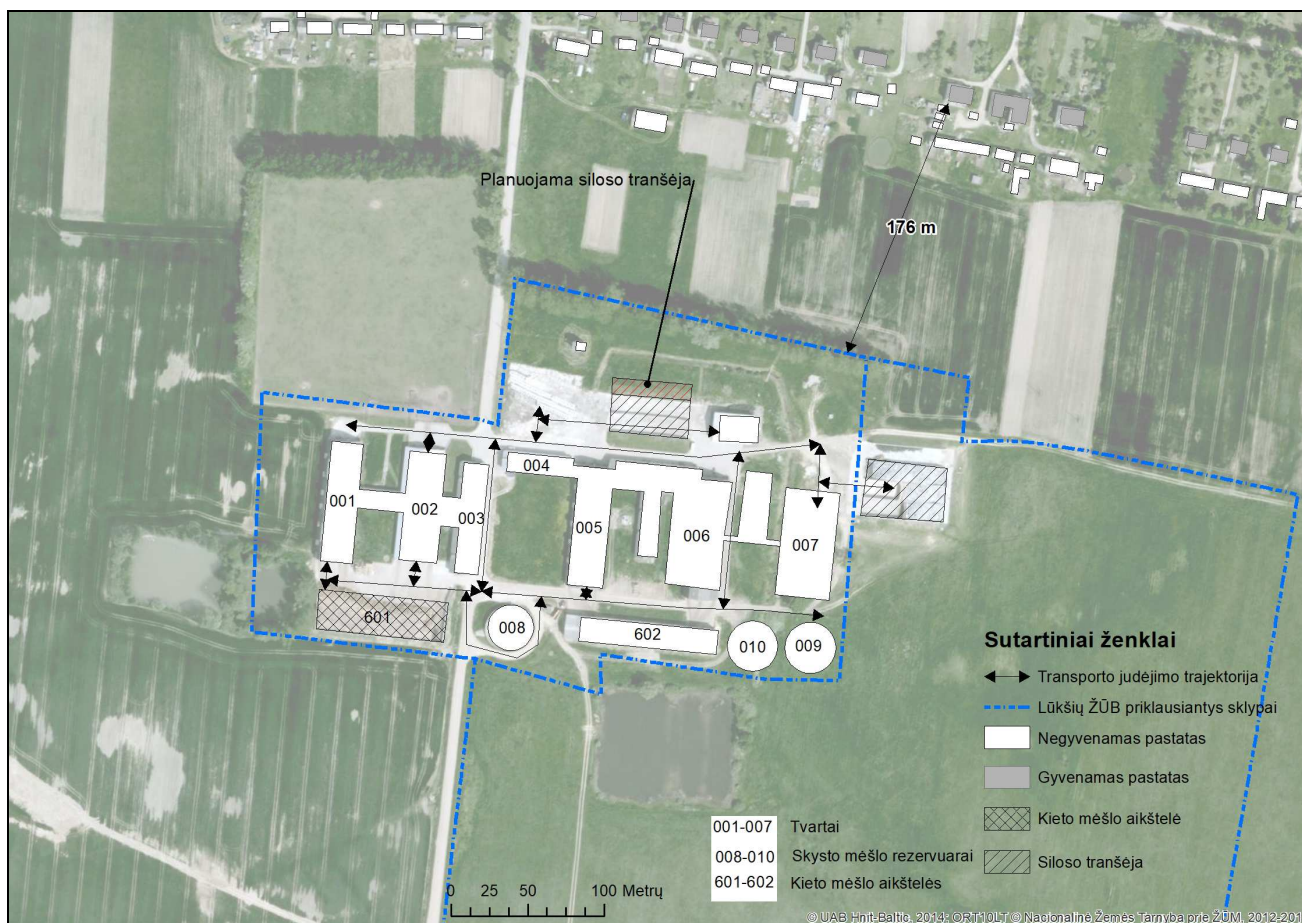 Planuojama siloso tranšėja
176 m
001
002
003
004
005
006
007
601
008
602
010
009
Sutartiniai ženklai
Transporto judėjimo trajektorija
Lūkšių ŽŪB priklausiantys sklypai
Negyvenamas pastatas
Gyvenamas pastatas
Kieto mėšlo aikštelė
Siloso tranšėja
001-007 Tvartai
008-010 Skysto mėšlo rezervuarai
601-602 Kieto mėšlo aikštelės
0 25 50 100 Metrų
© UAB Hnit-Baltic, 2014; ORT10LT © Nacionalinė Žemės Tarnyba prie ŽŪM, 2012-201